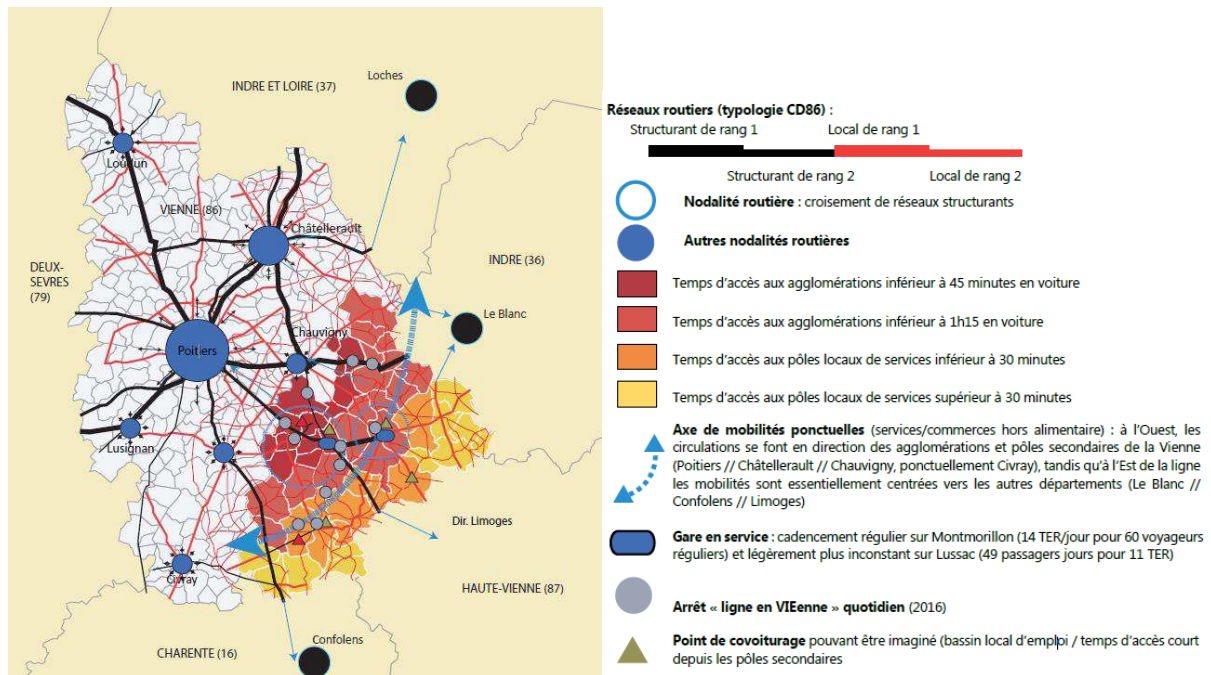 Loches
INDRE ET LOIRE (37)
Loudun
VIENNE (86)
Châtellerault
DEUX-
SEVRES
(79)
INDRE (36)
Le Blanc
Chauvigny
Poitiers
Lusignan
Dir. Limoges
Civray
HAUTE-VIENNE (87)
Confolens
CHARENTE (16)
Réseaux routiers (typologie CD86) :
Structurant de rang 1 Local de rang 1
Structurant de rang 2 Local de rang 2
Nodalité routière : croisement de réseaux structurants
Autres nodalités routières
Temps d'accès aux agglomérations inférieur à 45 minutes en voiture
Temps d'accès aux agglomérations inférieur à 1h15 en voiture
Temps d'accès aux pôles locaux de services inférieur à 30 minutes
Temps d'accès aux pôles locaux de services supérieur à 30 minutes
Axe de mobilités ponctuelles (services/commerces hors alimentaire) : à l'Ouest, les
circulations se font en direction des agglomérations et pôles secondaires de la Vienne
(Poitiers // Châtellerault // Chauvigny, ponctuellement Civray), tandis qu'à l'Est de la ligne
les mobilités sont essentiellement centrées vers les autres départements (Le Blanc //
Confolens // Limoges)
Gare en service : cadencement régulier sur Montmorillon (14 TER/jour pour 60 voyageurs
réguliers) et légèrement plus inconstant sur Lussac (49 passagers jours pour 11 TER)
Arrêt « ligne en VIEenne » quotidien (2016)
Point de covoiturage pouvant être imaginé (bassin local d'emploi / temps d'accès court
depuis les pôles secondaires